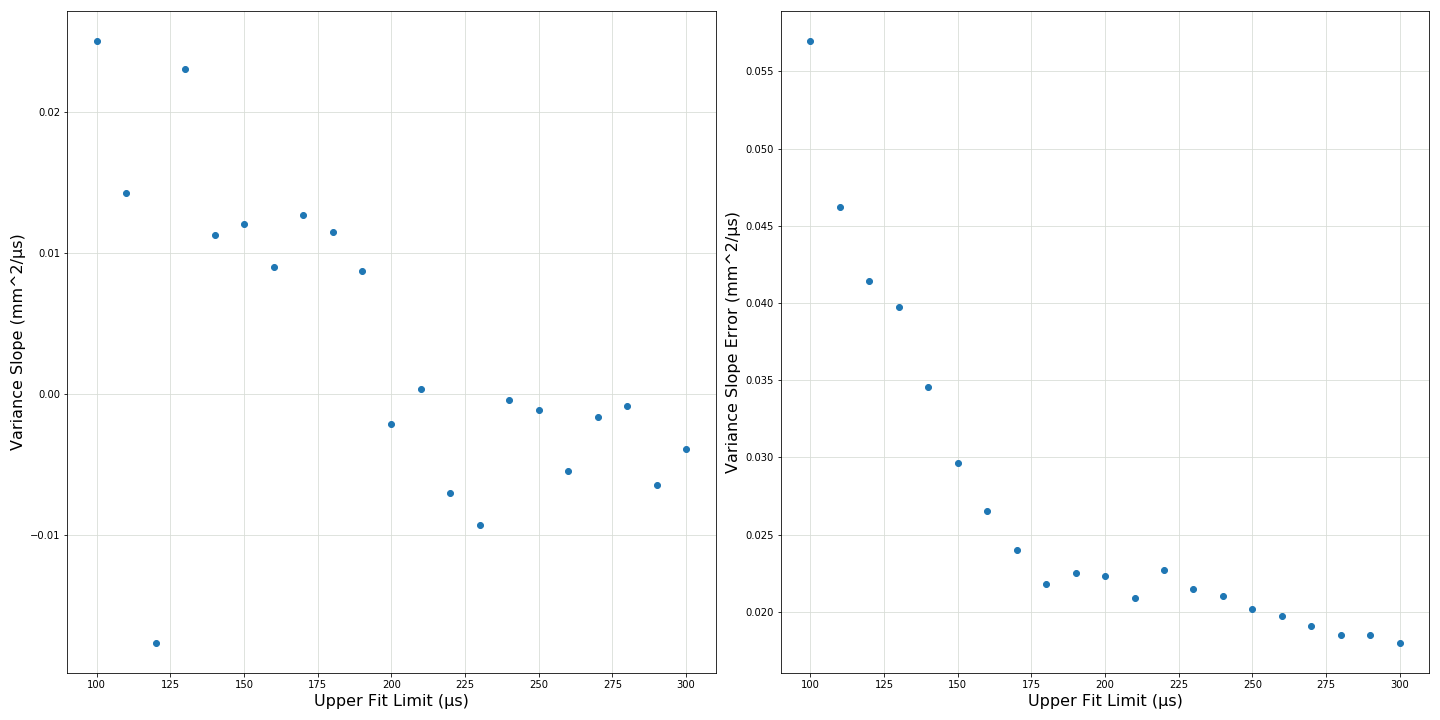 Variance Slope (mm^2/μs)
0.02
0.01
0.00
−0.01
100 125 150 175 200 225 250 275 300
Upper Fit Limit (μs)
Variance Slope Error (mm^2/μs)
0.055
0.050
0.045
0.040
0.035
0.030
0.025
0.020
100 125 150 175 200 225 250 275 300
Upper Fit Limit (μs)